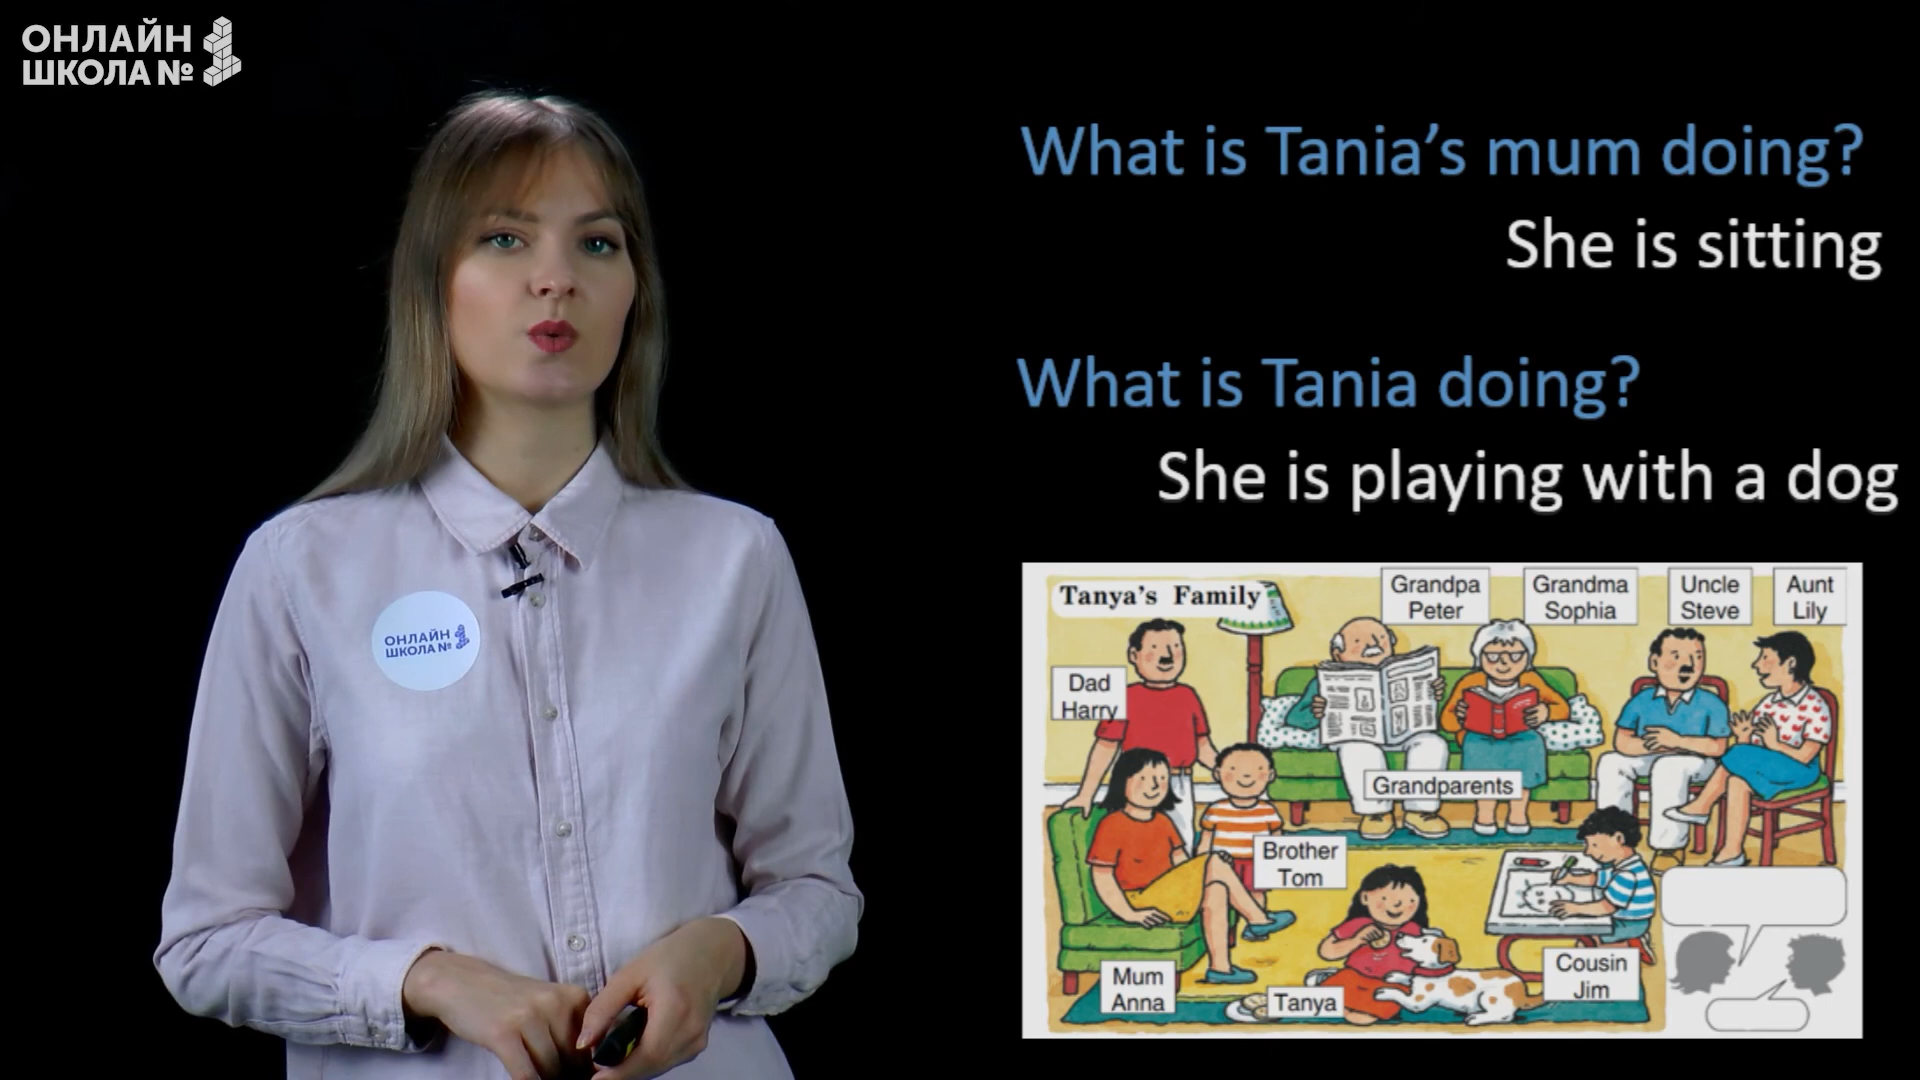 ОНЛАЙН
ШКОЛА №
What is Tania’s mum doing?
She is sitting
What is Tania doing?
She is playing with a dog
ОНЛАЙН
ШКОЛА №
Tanya's Family
Grandpa
Peter
Grandma
Sophia
Uncle
Steve
Aunt
Lily
Dad
Harry
Grandparents
Brother
Tom
Mum
Anna
Tanya
Cousin
Jim